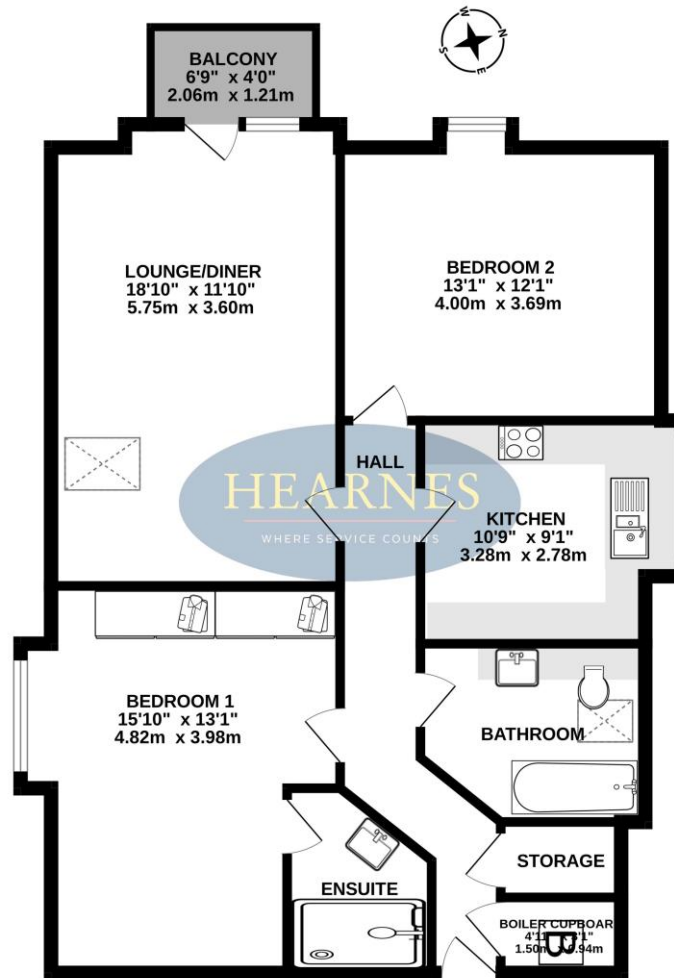 W
N
S
E
BALCONY
6'9" x 4'0"
2.06m x 1.21m
LOUNGE/DINER
18'10" x 11'10"
5.75m x 3.60m
BEDROOM 2
13'1" x 12'1"
4.00m x 3.69m
HALL
HEARNES
WHERE SERVICE COUNTS
KITCHEN
10'9" x 9'1"
3.28m x 2.78m
BEDROOM 1
15'10" x 13'1"
4.82m x 3.98m
BATHROOM
STORAGE
ENSUITE
BOILER CUPBOAR
1.50m 0.94m
B